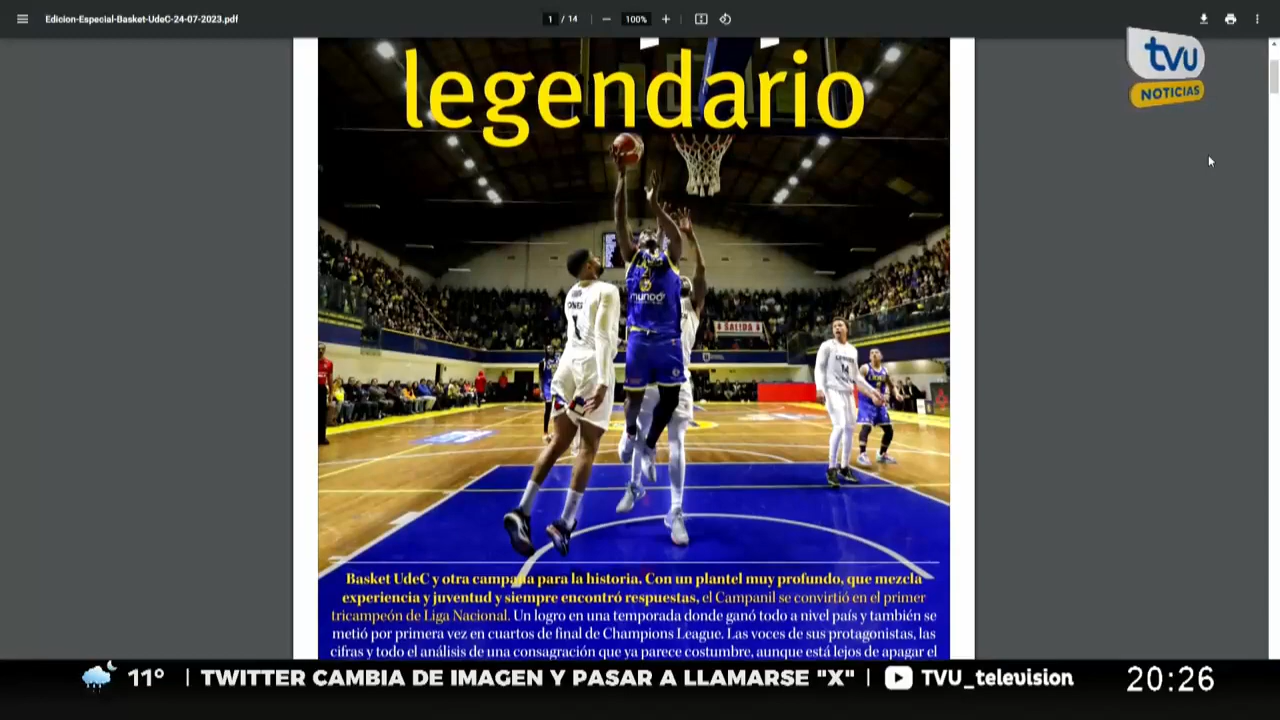 Edicion-Especial-Basket-UdeC-24-07-2023.pdf
1 / 14
100%
tvu
NOTICIAS
legendario
mundo
1
SALIDA
14
Basket UdeC y otra campaña para la historia. Con un plantel muy profundo, que mezcla
experiencia y juventud y siempre encontró respuestas, el Campanil se convirtió en el primer
tricampeón de Liga Nacional. Un logro en una temporada donde ganó todo a nivel país y también se
metió por primera vez en cuartos de final de Champions League. Las voces de sus protagonistas, las
cifras y todo el análisis de una consagración que ya parece costumbre, aunque está lejos de apagar el
11° | TWITTER CAMBIA DE IMAGEN Y PASAR A LLAMARSE "X" | TVU_television
20:26